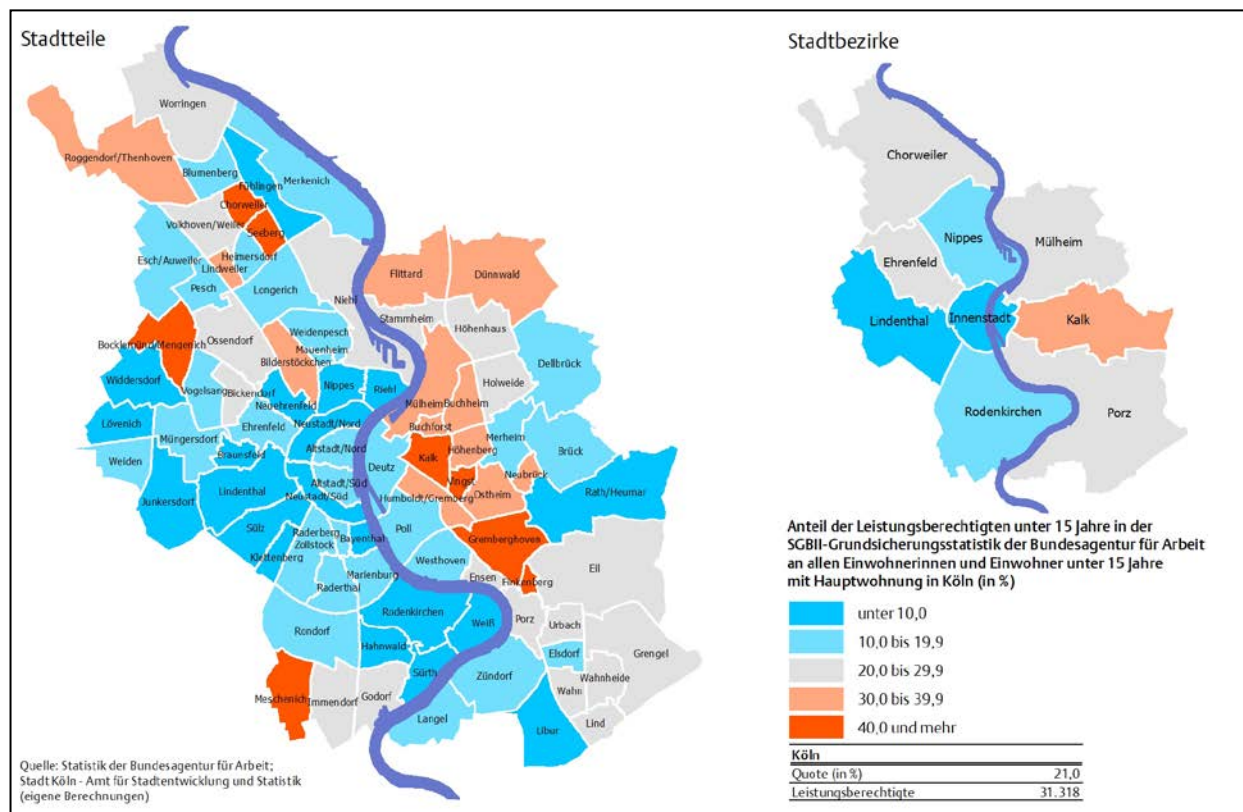 Stadtteile
Worringen
Roggendorf/Thenhoven
Blumenberg
Fühlingen
Merkenich
Chorweiler
Volkhoven/Weiler
Seeberg
Heimersdorf
Esch/Auweiler
Lindweiler
Pesch
Longerich
Niehl
Flittard
Dünnwald
Stammheim
Höhenhaus
Bocklemünd/Mengenich
Ossendorf
Weidenpesch
Mauenheim
Bilderstöckchen
Dellbrück
Holweide
Widdersdorf
Vogelsang
Bickendorf
Nippes
Riehl
Mülheim
Buchheim
Neuehrenfeld
Lövenich
Müngersdorf
Ehrenfeld
Neustadt/Nord
Buchforst
Merheim
Brück
Weiden
Brausfeld
Altstadt/Nord
Deutz
Kalk
Höhenberg
Neubrück
Vingst
Junkersdorf
Lindenthal
Altstadt/Süd
Neustadt/Süd
Humboldt/Gremberg
Ostheim
Rath/Heumar
Sülz
Raderberg
Zollstock
Bayenthal
Poll
Gremberghoven
Klettenberg
Marienburg
Westhoven
Raderthal
Ensen
Finkenberg
Eil
Rondorf
Rodenkirchen
Weiß
Porz
Urbach
Hahnwald
Elsdorf
Grengel
Meschenich
Immendorf
Godorf
Sürth
Zündorf
Wahn
Wahnheide
Langel
Libur
Lind
Quelle: Statistik der Bundesagentur für Arbeit;
Stadt Köln - Amt für Stadtentwicklung und Statistik
(eigene Berechnungen)
Stadtbezirke
Chorweiler
Nippes
Mülheim
Ehrenfeld
Lindenthal
Innenstadt
Kalk
Rodenkirchen
Porz
Anteil der Leistungsberechtigten unter 15 Jahre in der
SGBII-Grundsicherungsstatistik der Bundesagentur für Arbeit
an allen Einwohnerinnen und Einwohner unter 15 Jahre
mit Hauptwohnung in Köln (in %)
unter 10,0
10,0 bis 19,9
20,0 bis 29,9
30,0 bis 39,9
40,0 und mehr
Köln
Quote (in %) 21,0
Leistungsberechtigte 31.318